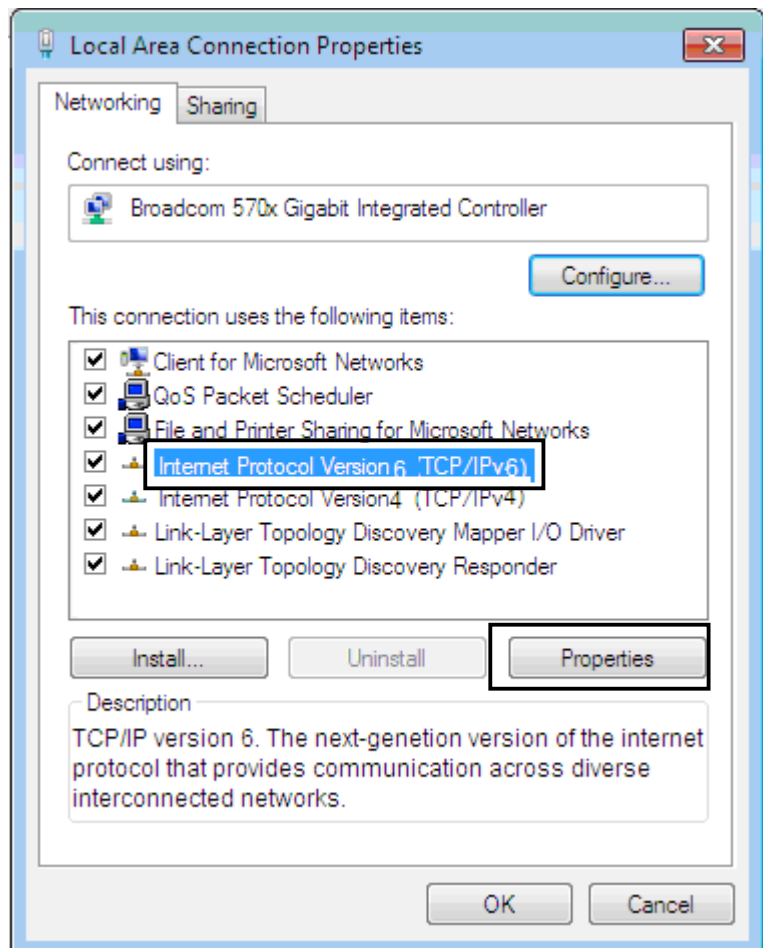 Local Area Connection Properties
Networking
Sharing
Connect using:
Broadcom 570x Gigabit Integrated Controller
Configure...
This connection uses the following items:
Client for Microsoft Networks
QoS Packet Scheduler
File and Printer Sharing for Microsoft Networks
Internet Protocol Version 6 (TCP/IPv6)
Internet Protocol Version4 (TCP/IPv4)
Link-Layer Topology Discovery Mapper I/O Driver
Link-Layer Topology Discovery Responder
Install...
Uninstall
Properties
Description
TCP/IP version 6. The next-genetion version of the internet
protocol that provides communication across diverse
interconnected networks.
OK
Cancel